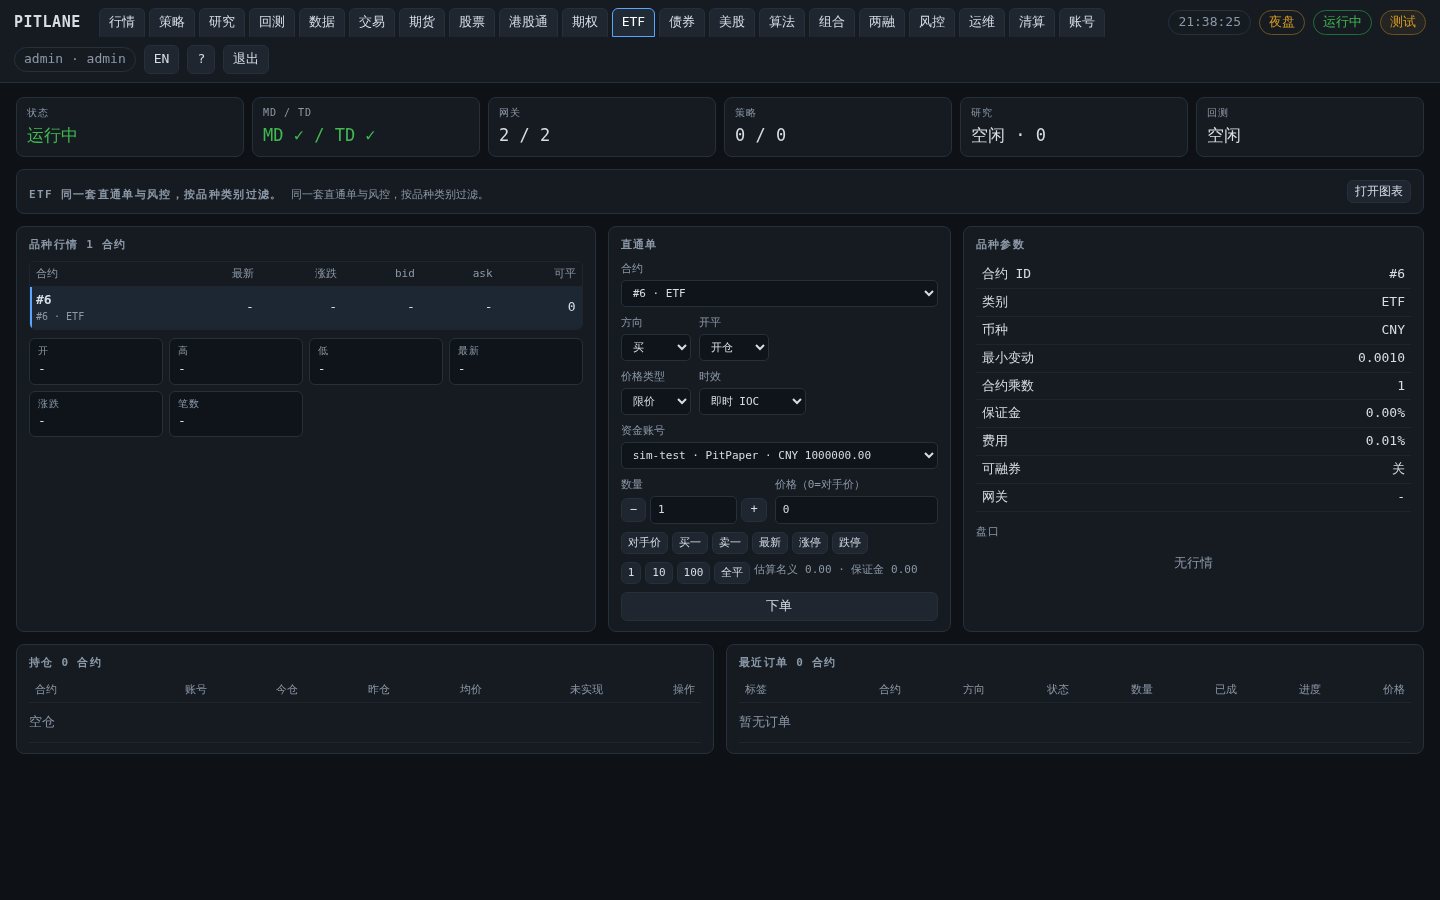 PITLANE 行情 策略 研究 回测 数据 交易 期货 股票 港股通 期权 ETF 债券 美股 算法 组合 两融 风控 运维 清算 账号 21:38:25 夜盘 运行中 测试
admin · admin EN ? 退出
状态 MD / TD 网关 策略 研究 回测
运行中 MD ✓ / TD ✓ 2 / 2 0 / 0 空闲 · 0 空闲
ETF 同一套直通单与风控，按品种类别过滤。 同一套直通单与风控，按品种类别过滤。 打开图表
品种行情 1 合约
合约 最新 涨跌 bid ask 可平
#6 - - - - 0
#6 · ETF
开 高 低 最新
- - - -
涨跌 笔数
- -
直通单
合约
#6 · ETF
方向 开平
买 开仓
价格类型 时效
限价 即时 IOC
资金账号
sim-test · PitPaper · CNY 1000000.00
数量 价格（0=对手价）
− 1 + 0
对手价 买一 卖一 最新 涨停 跌停
1 10 100 全平 估算名义 0.00 · 保证金 0.00
下单
品种参数
合约 ID #6
类别 ETF
币种 CNY
最小变动 0.0010
合约乘数 1
保证金 0.00%
费用 0.01%
可融券 关
网关 -
盘口
无行情
持仓 0 合约
合约 账号 今仓 昨仓 均价 未实现 操作
空仓
最近订单 0 合约
标签 合约 方向 状态 数量 已成 进度 价格
暂无订单